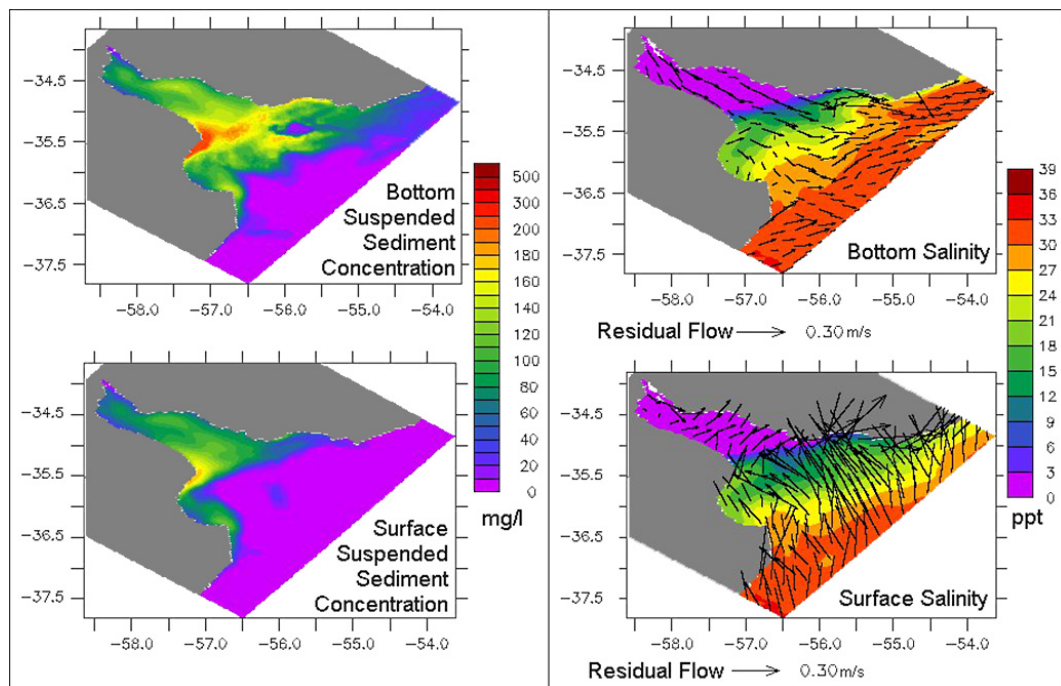 -34.5
-35.5
-36.5
-37.5
Bottom
Suspended
Sediment
Concentration
-58.0 -57.0 -56.0 -55.0 -54.0
-34.5
-35.5
-36.5
-37.5
Surface
Suspended
Sediment
Concentration
-58.0 -57.0 -56.0 -55.0 -54.0
500
400
300
200
180
160
140
120
100
80
60
40
20
0
mg/l
-34.5
-35.5
-36.5
-37.5
Bottom Salinity
-58.0 -57.0 -56.0 -55.0 -54.0
Residual Flow 0.30m/s
-34.5
-35.5
-36.5
-37.5
Surface Salinity
-58.0 -57.0 -56.0 -55.0 -54.0
Residual Flow 0.30m/s
39
36
33
30
27
24
21
18
15
12
9
6
3
0
ppt